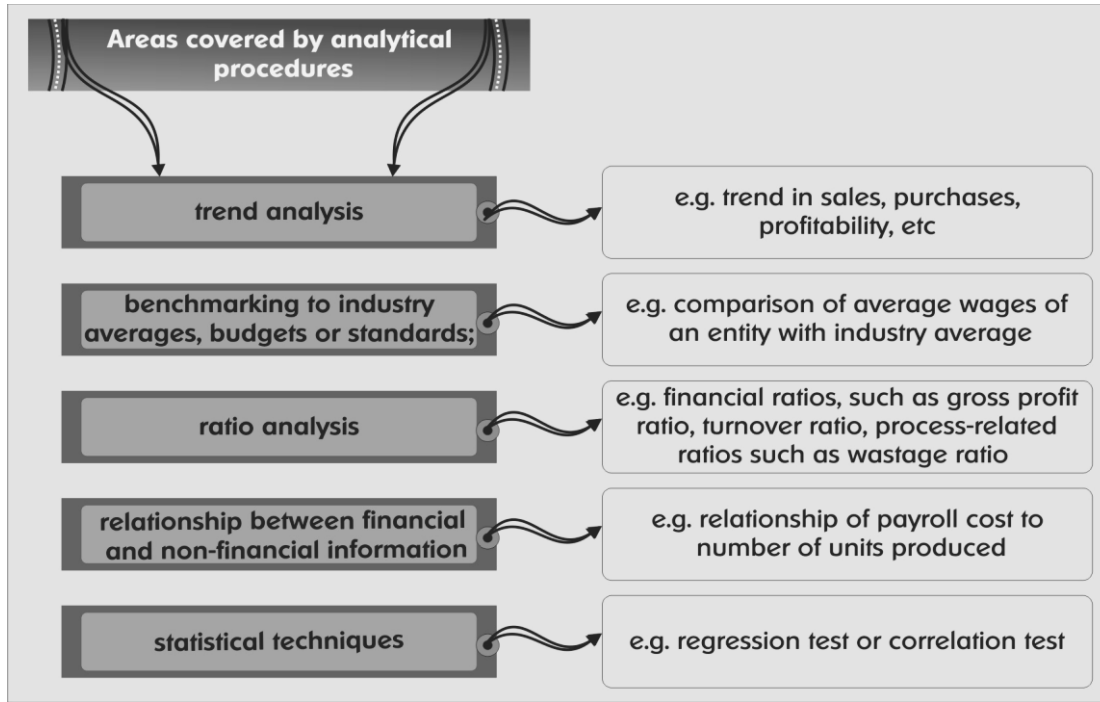 Areas covered by analytical
procedures
trend analysis
e.g. trend in sales, purchases,
profitability, etc
benchmarking to industry
averages, budgets or standards;
e.g. comparison of average wages of
an entity with industry average
ratio analysis
e.g. financial ratios, such as gross profit
ratio, turnover ratio, process-related
ratios such as wastage ratio
relationship between financial
and non-financial information
e.g. relationship of payroll cost to
number of units produced
statistical techniques
e.g. regression test or correlation test